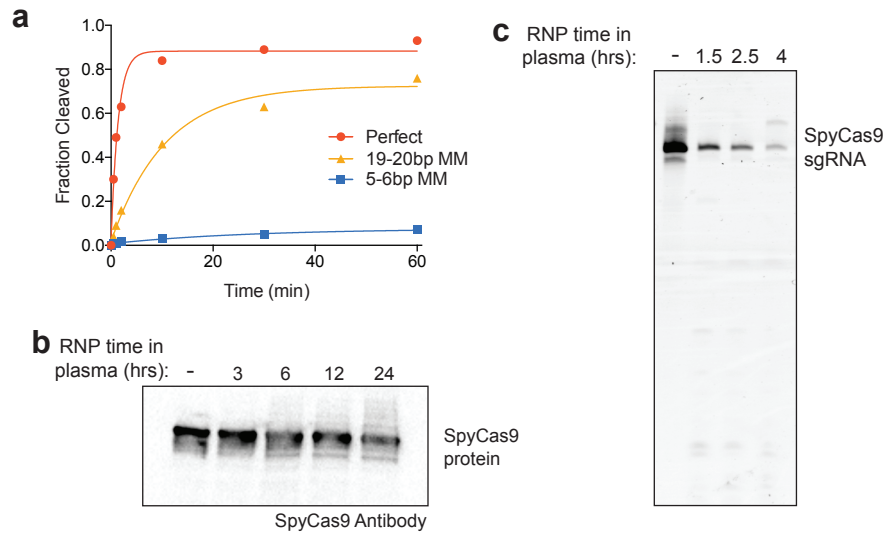 a
1.0
0.8
0.6
0.4
0.2
0.0
Fraction Cleaved
0
20
40
60
Time (min)
Perfect
19-20bp MM
5-6bp MM
b
RNP time in
plasma (hrs):
- 3 6 12 24
SpyCas9
protein
SpyCas9 Antibody
c
RNP time in
plasma (hrs):
- 1.5 2.5 4
SpyCas9
sgRNA